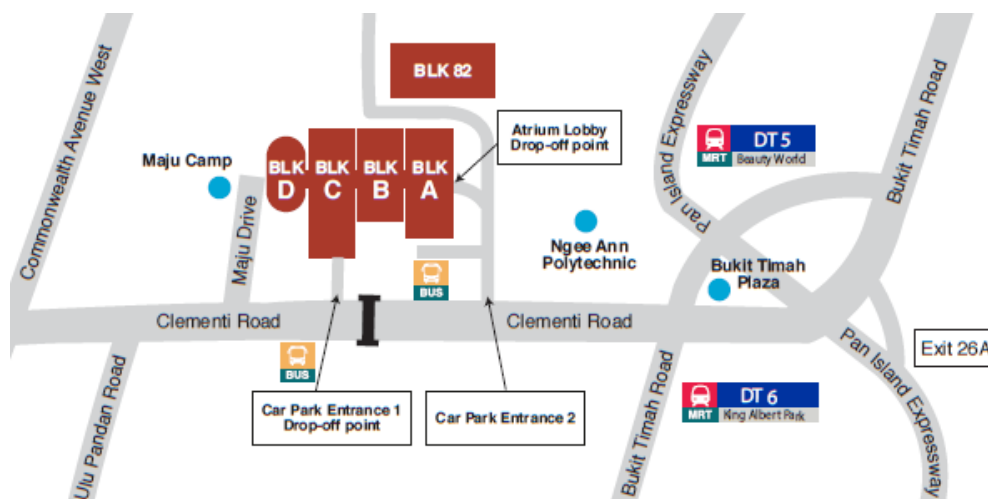 Commonwealth Avenue West
BLK 82
Pan Island Expressway
Bukit Timah Road
Atrium Lobby
Drop-off point
MRT
DT 5
Beauty World
Maju Camp
BLK
D
BLK
C
BLK
B
BLK
A
Maju Drive
Ngee Ann
Polytechnic
Pan
Bukit Timah
Plaza
BUS
Clementi Road
Clementi Road
Pan Island Expressway
Exit 26A
BUS
Ulu Pandan Road
Car Park Entrance 1
Drop-off point
Car Park Entrance 2
Bukit Timah Road
MRT
DT 6
King Albert Park